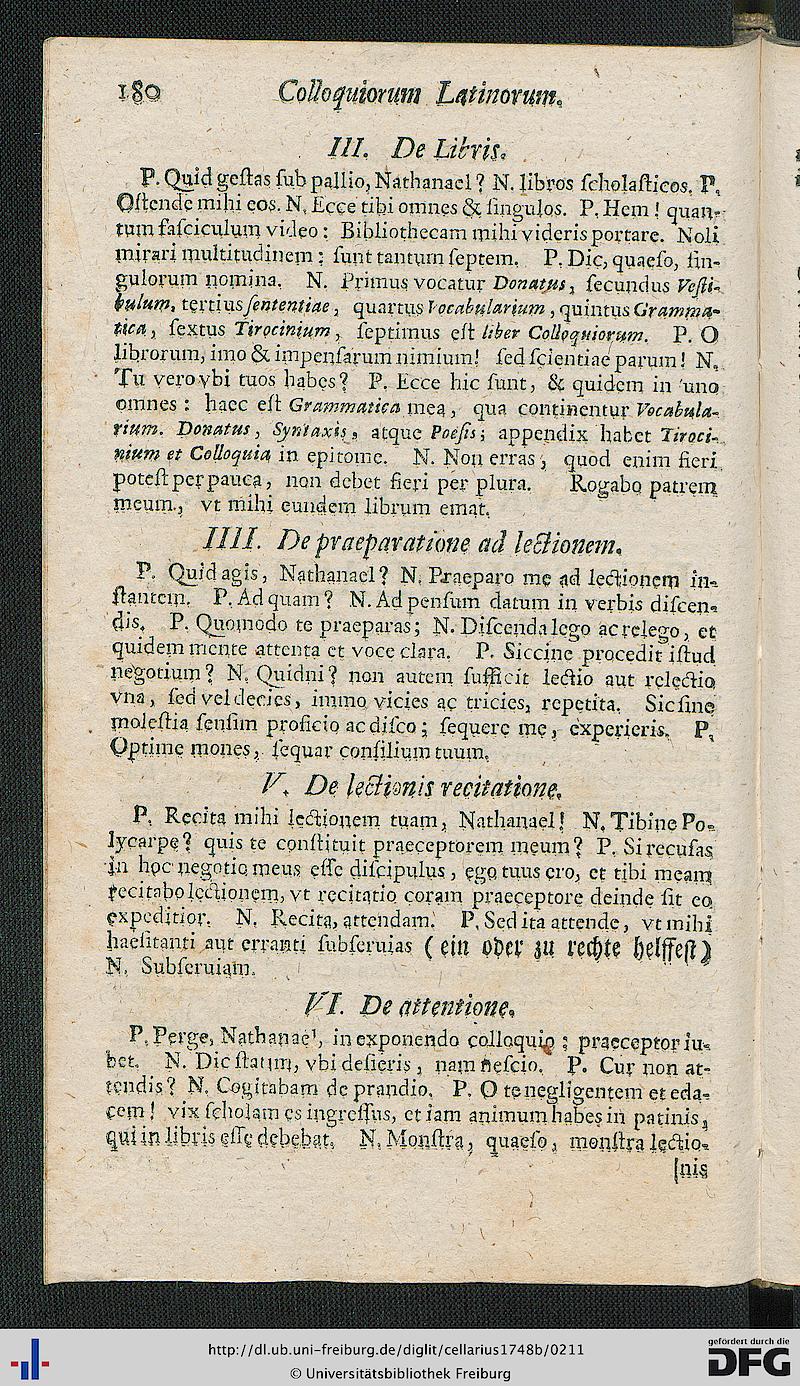 180 Colloquiorum Latinorum.
III. De Libris.
P. Quid geſtas ſub pallio, Nathanael? N. libros ſcholaſticos. P.
Oſtende mihi eos. N. Ecce tibi omnes & ſingulos. P. Hem! quan-
tum faſciculum video: Bibliothecam mihi videris portare. Noli
mirari multitudinem: ſunt tantum ſeptem. P. Dic, quaeſo, ſin-
gulorum nomina. N. Primus vocatur Donatus, ſecundus Veſti-
bulum, tertius ſententiae, quartus Vocabularium, quintus Gramma-
tica, ſextus Tirocinium, ſeptimus eſt liber Colloquiorum. P. O
librorum, imo & impenſarum nimium! ſed ſcientiae parum! N.
Tu vero vbi tuos habes? P. Ecce hic ſunt, & quidem in uno
omnes: haec eſt Grammatica mea, qua continentur Vocabula-
rium. Donatus, Syntaxis, atque Poeſis; appendix habet Tiroci-
nium et Colloquia in epitome. N. Non erras, quod enim fieri
poteſt per pauca, non debet fieri per plura. Rogabo patrem
meum, vt mihi eundem librum emat.
IIII. De praeparatione ad lectionem.
P. Quid agis, Nathanael? N. Praeparo me ad lectionem in-
ſtantem. P. Ad quam? N. Ad penſum datum in verbis diſcen-
dis. P. Quomodo te praeparas; N. Diſcenda lego ac relego, et
quidem mente attenta et voce clara. P. Siccine procedit iſtud
negotium? N. Quidni? non autem ſufficit lectio aut relectio
vna, ſed vel decies, immo vicies ac tricies, repetita. Sic ſine
moleſtia ſenſim proficio ac diſco; ſequere me, experieris. P.
Optime mones, ſequar conſilium tuum.
V. De lectionis recitatione.
P. Recita mihi lectionem tuam, Nathanael! N. Tibine Po-
lycarpe? quis te conſtituit praeceptorem meum? P. Si recuſas
in hoc negotio meus eſſe diſcipulus, ego tuus ero, et tibi meam
recitabo lectionem, vt recitatio coram praeceptore deinde ſit eo
expeditior. N. Recita, attendam. P. Sed ita attende, vt mihi
haeſitanti aut erranti ſubſeruias (ein oder zu rechte helffeſt)
N. Subſeruiam.
VI. De attentione.
P. Perge, Nathanael, in exponendo colloquio: praeceptor iu-
bet. N. Dic ſtatim, vbi deſieris, nam neſcio. P. Cur non at-
tendis? N. Cogitabam de prandio. P. O te negligentem et eda-
cem! vix ſcholam es ingreſſus, et iam animum habes in patinis,
qui in libris eſſe debebat. N. Monſtra, quaeſo, monſtra lectio-
[nis
http://dl.ub.uni-freiburg.de/diglit/cellarius1748b/0211
© Universitätsbibliothek Freiburg
gefördert durch die
DFG